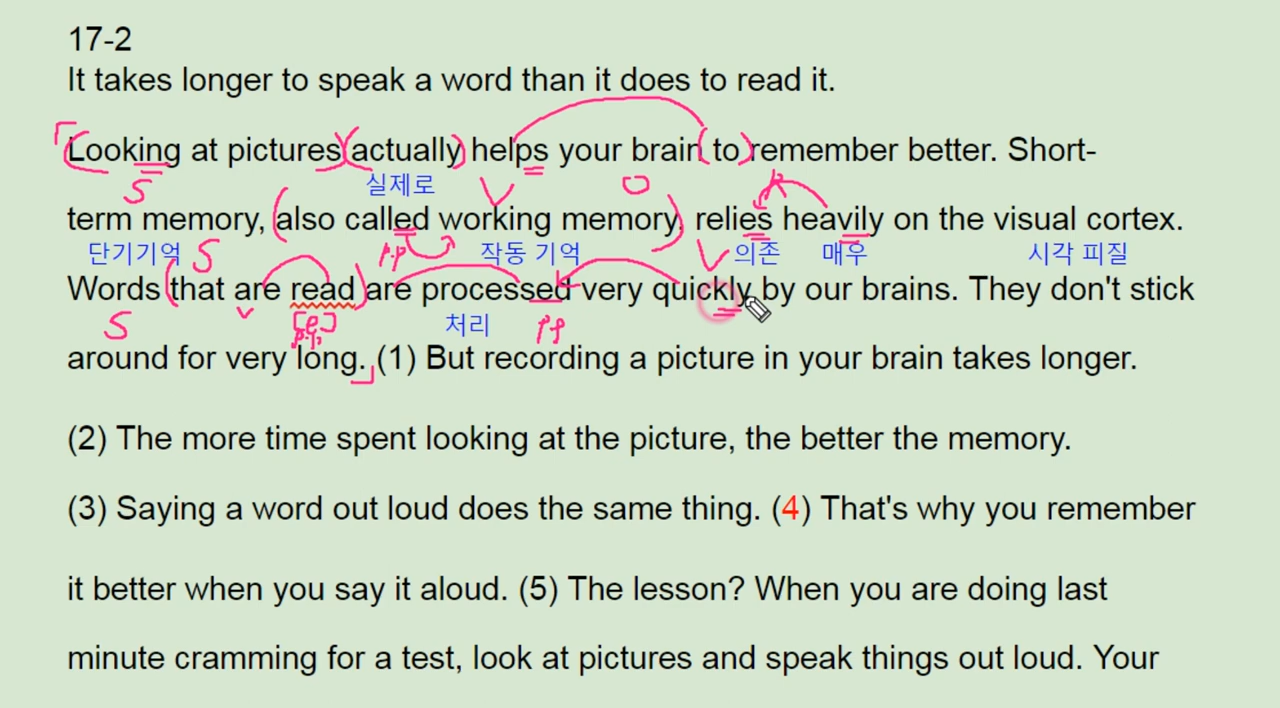 17-2
It takes longer to speak a word than it does to read it.
Looking at pictures (actually) helps your brain (to) remember better. Short-
S 실제로 V O
term memory, (also called working memory) relies heavily on the visual cortex.
단기기억 S p.p 작동 기억 V 의존 매우 시각 피질
Words (that are read) are processed very quickly by our brains. They don't stick
S v [e] p.p. 처리 pp
around for very long. (1) But recording a picture in your brain takes longer.
(2) The more time spent looking at the picture, the better the memory.
(3) Saying a word out loud does the same thing. (4) That's why you remember
it better when you say it aloud. (5) The lesson? When you are doing last
minute cramming for a test, look at pictures and speak things out loud. Your